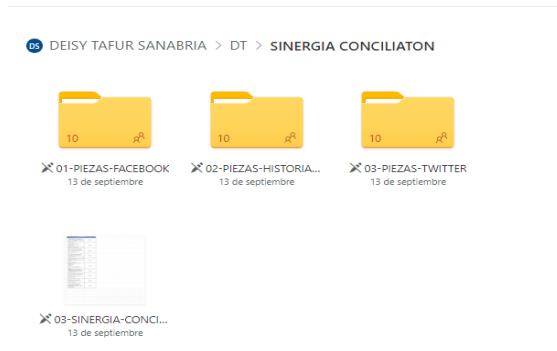 DS DEISY TAFUR SANABRIA > DT > SINERGIA CONCILIATON
10 10 10
01-PIEZAS-FACEBOOK 02-PIEZAS-HISTORIA... 03-PIEZAS-TWITTER
13 de septiembre 13 de septiembre 13 de septiembre
03-SINERGIA-CONCI...
13 de septiembre